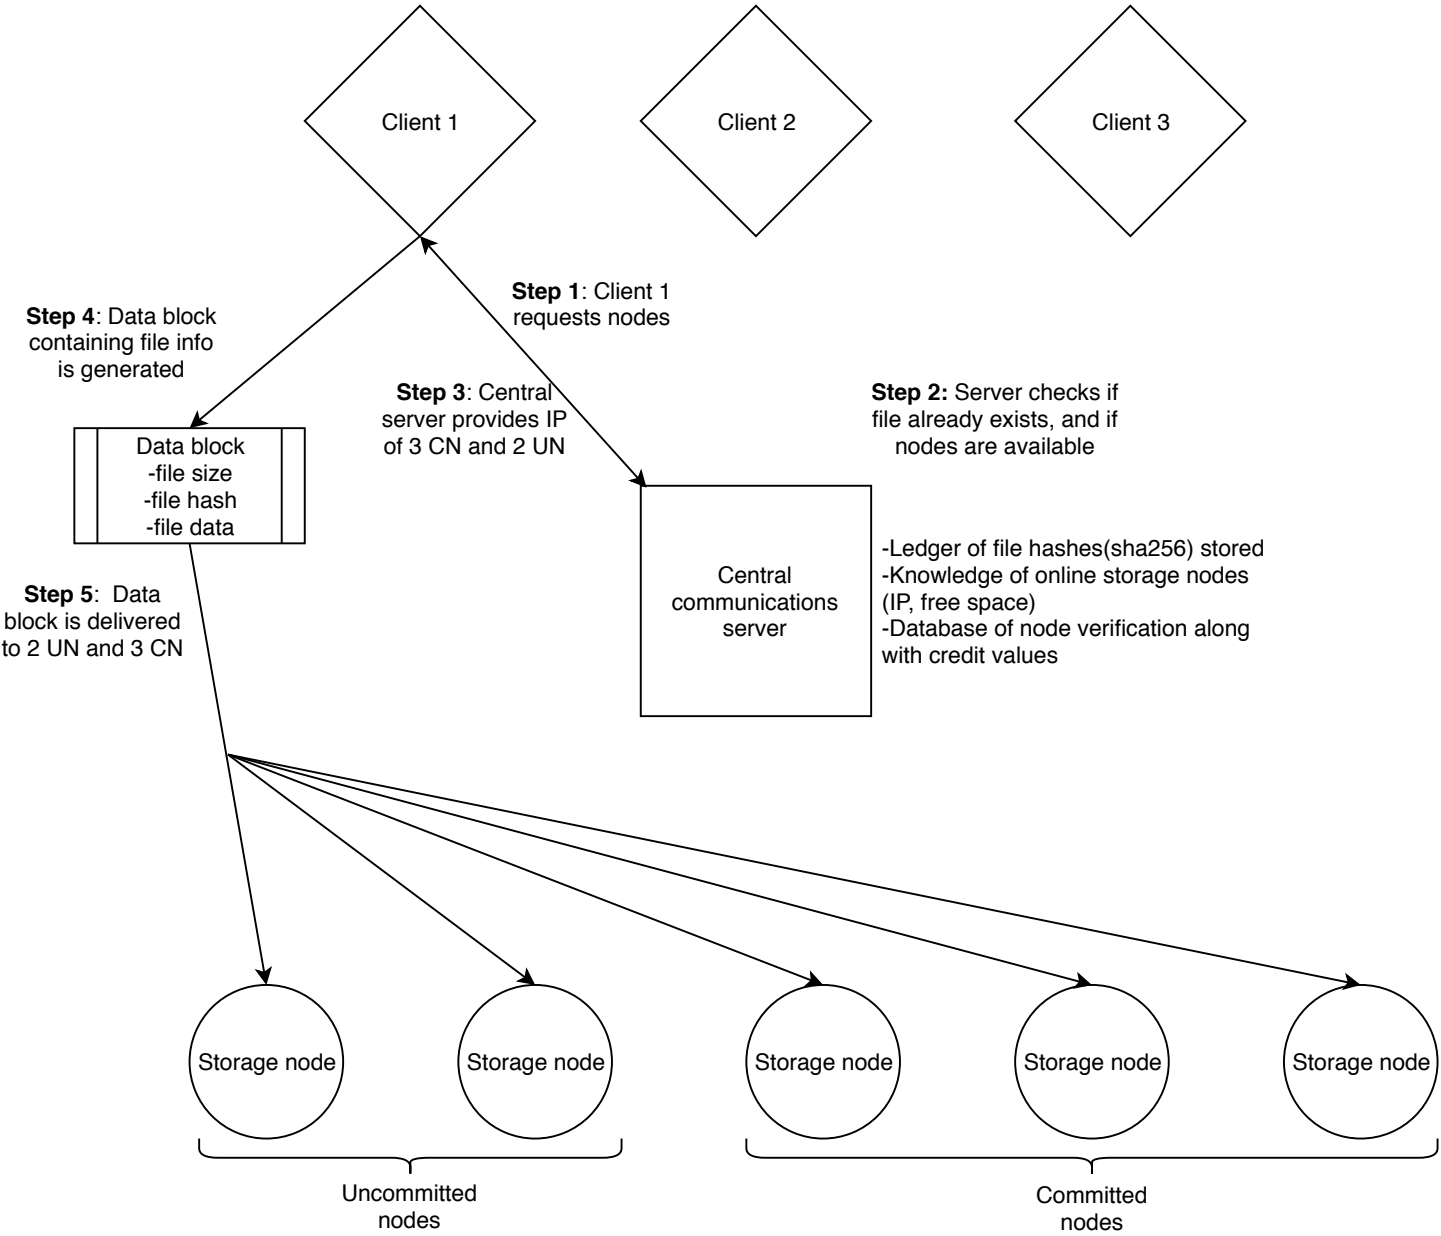 Client 1
Client 2
Client 3
Step 1: Client 1
requests nodes
Step 4: Data block
containing file info
is generated
Step 3: Central
server provides IP
of 3 CN and 2 UN
Step 2: Server checks if
file already exists, and if
nodes are available
Data block
-file size
-file hash
-file data
Central
communications
server
-Ledger of file hashes(sha256) stored
-Knowledge of online storage nodes
(IP, free space)
-Database of node verification along
with credit values
Step 5:  Data
block is delivered
to 2 UN and 3 CN
Storage node
Storage node
Storage node
Storage node
Storage node
Uncommitted
nodes
Committed
nodes